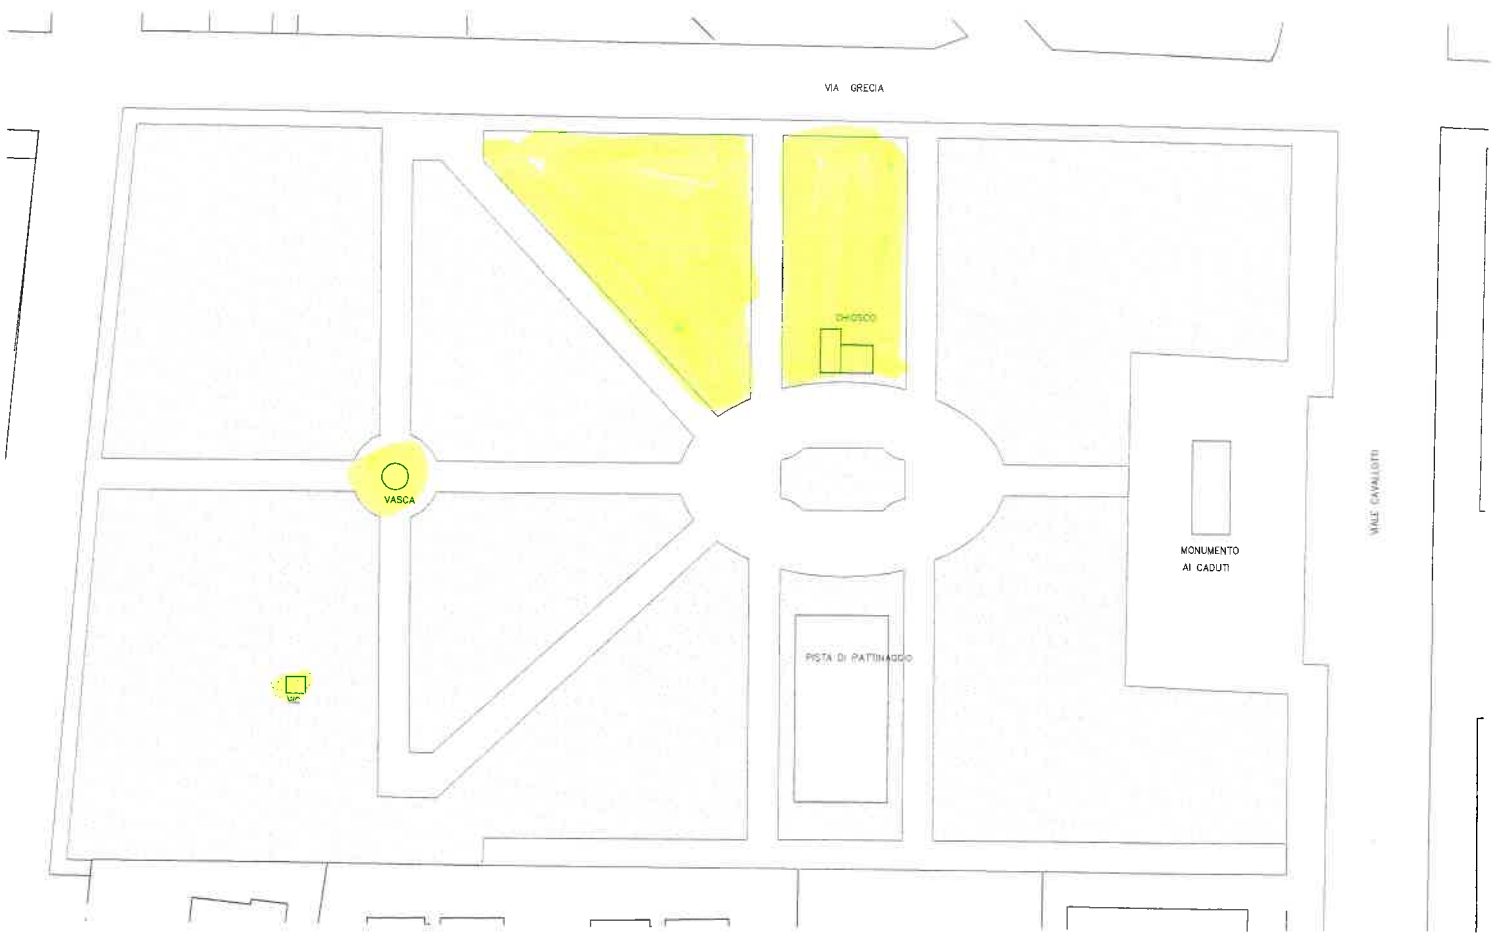 VIA GRECIA
CHIOSCO
VASCA
VIALE CAVALLOTTI
MONUMENTO
AI CADUTI
PISTA DI PATTINAGGIO
WC